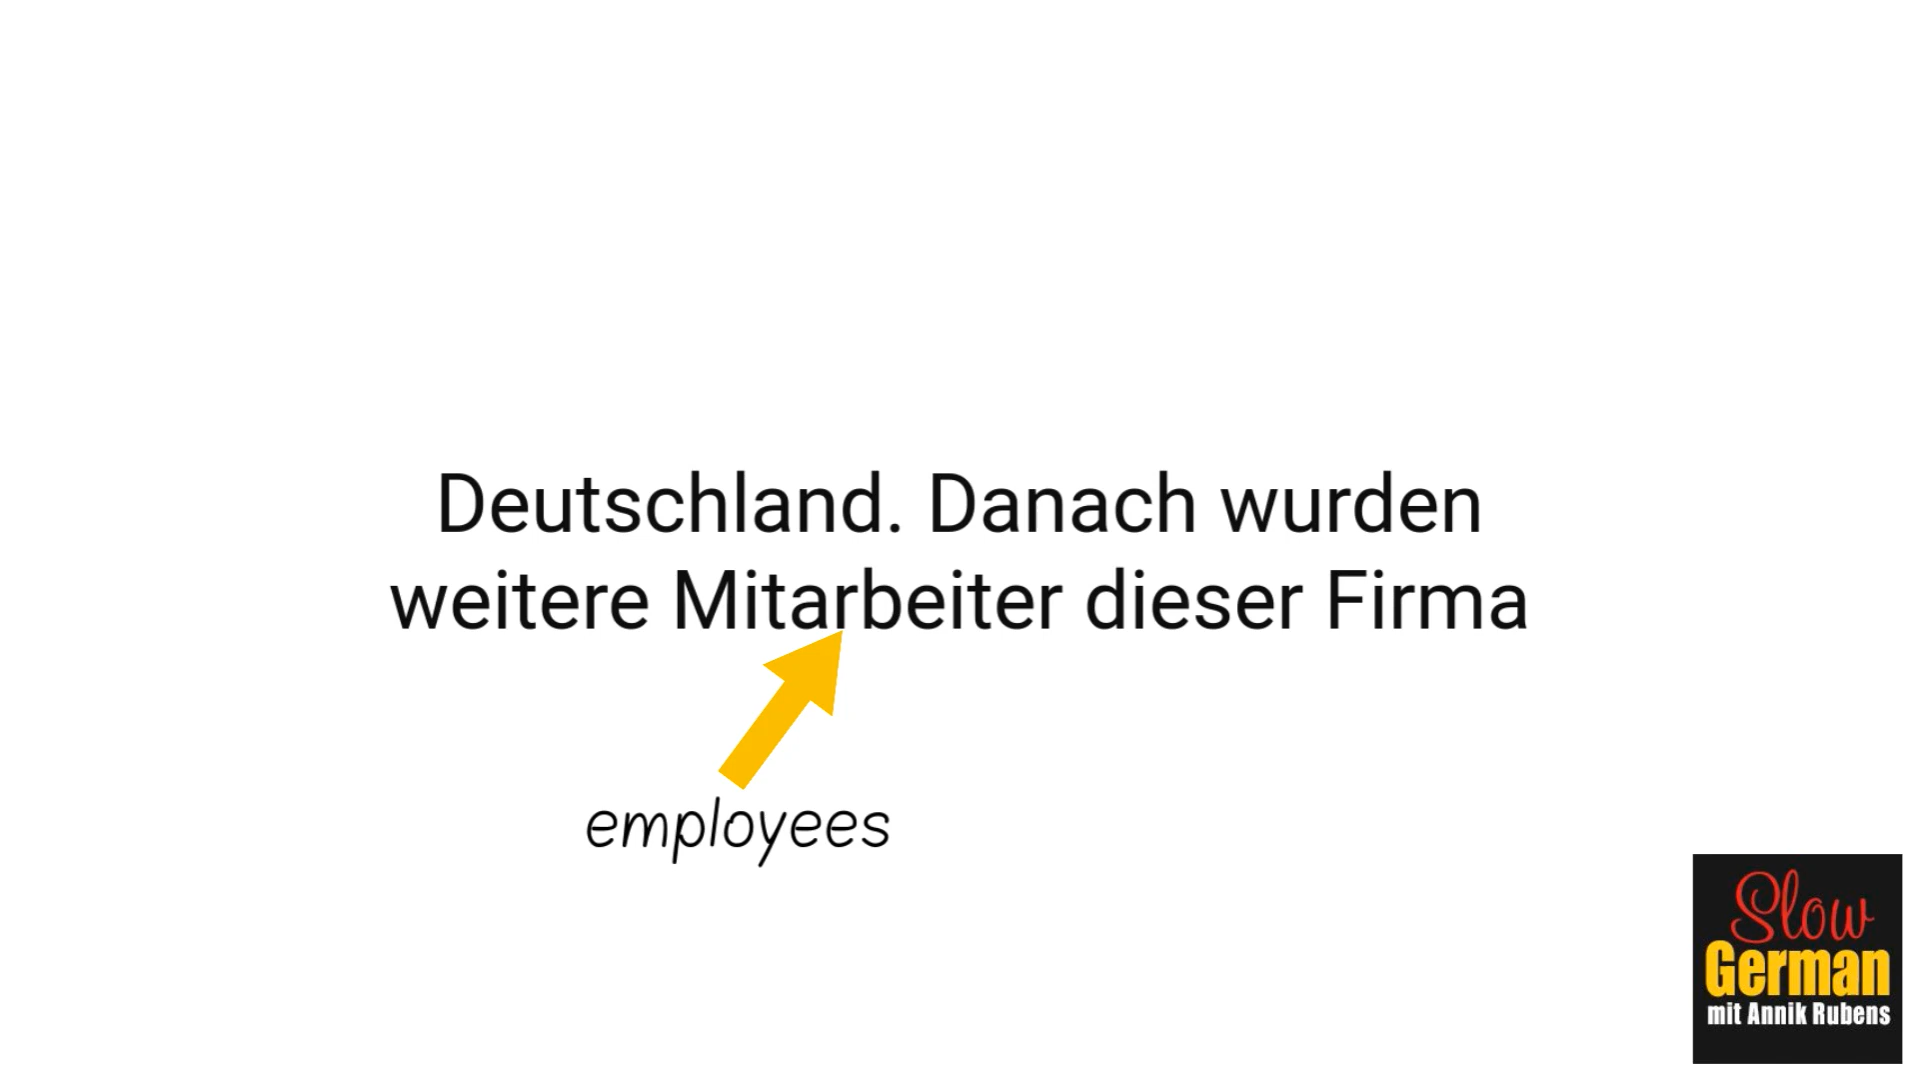 Deutschland. Danach wurden
weitere Mitarbeiter dieser Firma
employees
Slow
German
mit Annik Rubens